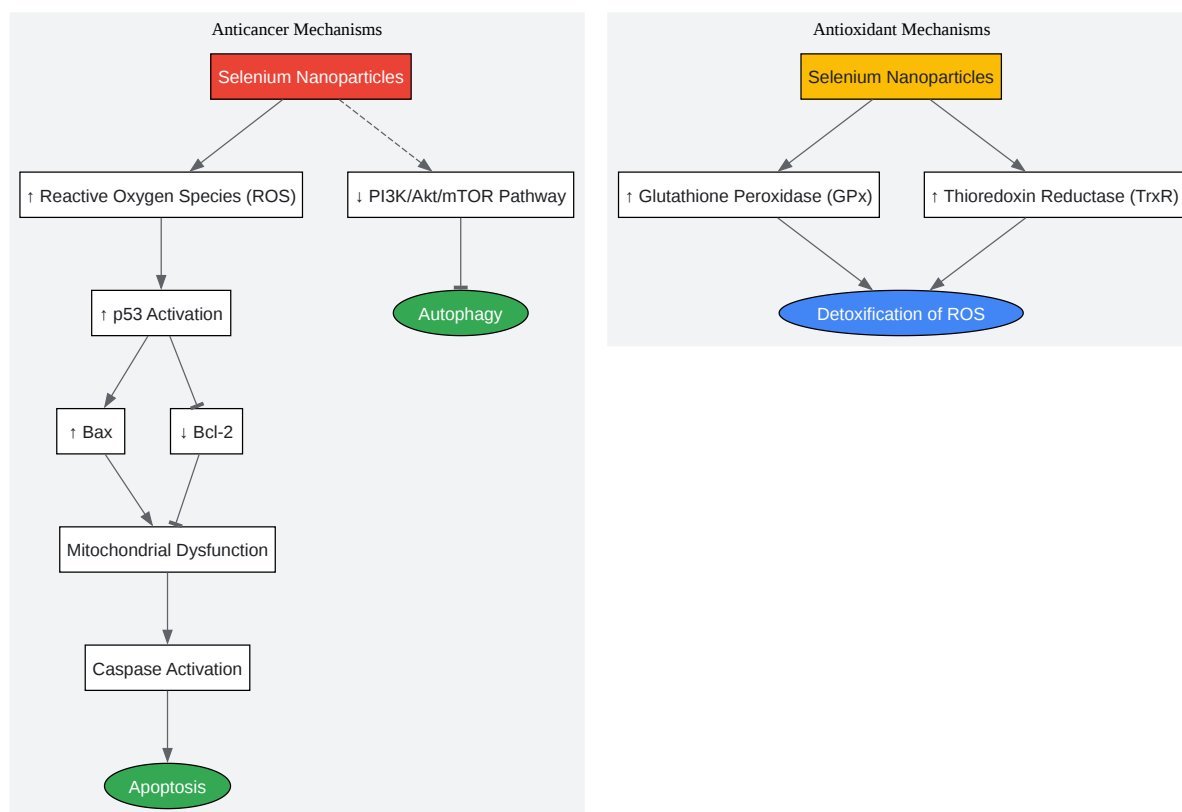 Anticancer Mechanisms
Selenium Nanoparticles
↑ Reactive Oxygen Species (ROS)
↓ PI3K/Akt/mTOR Pathway
↑ p53 Activation
Autophagy
↑ Bax
↓ Bcl-2
Mitochondrial Dysfunction
Caspase Activation
Apoptosis
Antioxidant Mechanisms
Selenium Nanoparticles
↑ Glutathione Peroxidase (GPx)
↑ Thioredoxin Reductase (TrxR)
Detoxification of ROS